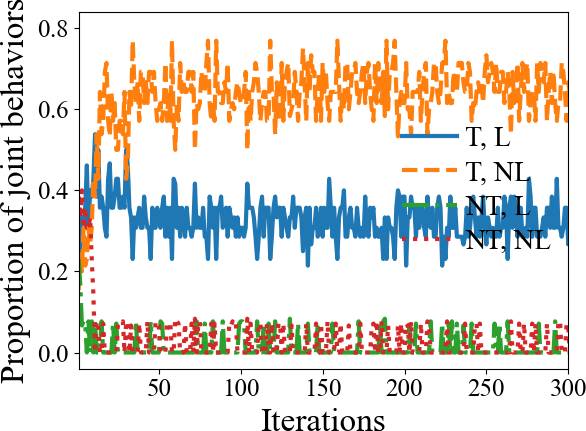 Proportion of joint behaviors
0.8
0.6
0.4
0.2
0.0
T, L
T, NL
NT, L
NT, NL
50
100
150
200
250
300
Iterations